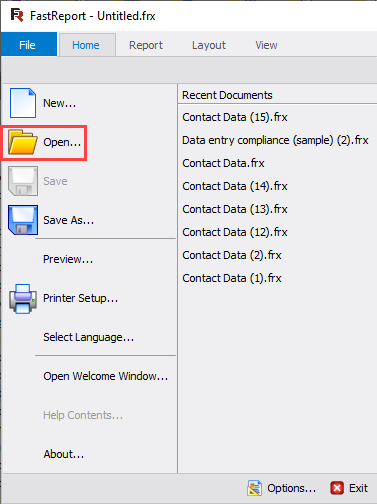 FastReport - Untitled.frx
File Home Report Layout View
New...
Open...
Save
Save As...
Preview...
Printer Setup...
Select Language...
Open Welcome Window...
Help Contents...
About...
Recent Documents
Contact Data (15).frx
Data entry compliance (sample) (2).frx
Contact Data.frx
Contact Data (14).frx
Contact Data (13).frx
Contact Data (12).frx
Contact Data (2).frx
Contact Data (1).frx
Options... Exit